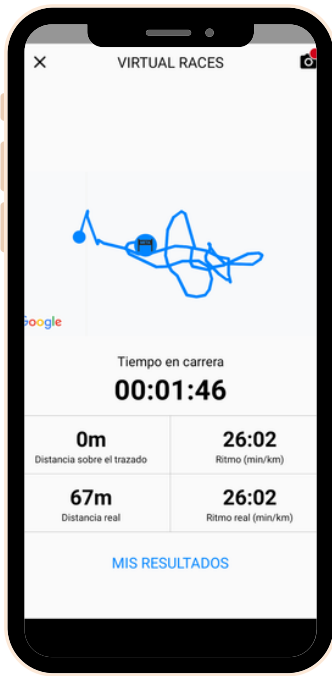 VIRTUAL RACES
Google
Tiempo en carrera
00:01:46
0m
Distancia sobre el trazado
26:02
Ritmo (min/km)
67m
Distancia real
26:02
Ritmo real (min/km)
MIS RESULTADOS